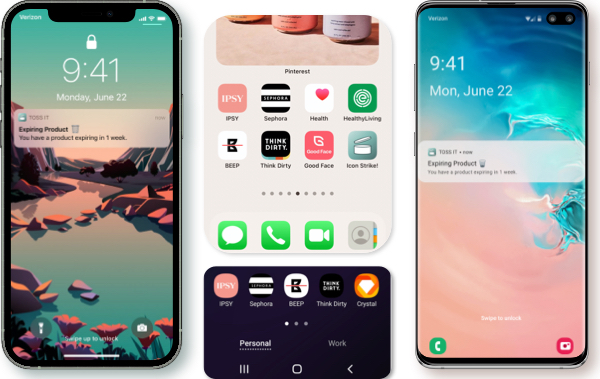 Verizon
9:41
Monday, June 22
TOSS IT
now
Expiring Product
You have a product expiring in 1 week.
Swipe up to unlock
Pinterest
IPSY
SEPHORA
IPSY
Sephora
Health
HealthyLiving
B
THINK DIRTY.
Good Face
BEEP
Think Dirty
Good Face
Icon Strike!
IPSY
SEPHORA
B
THINK DIRTY.
IPSY
Sephora
BEEP
Think Dirty
Crystal
Personal
Work
Verizon
9:41
Mon, June 22
TOSS IT • now
Expiring Product
You have a product expiring in 1 week.
Swipe to unlock